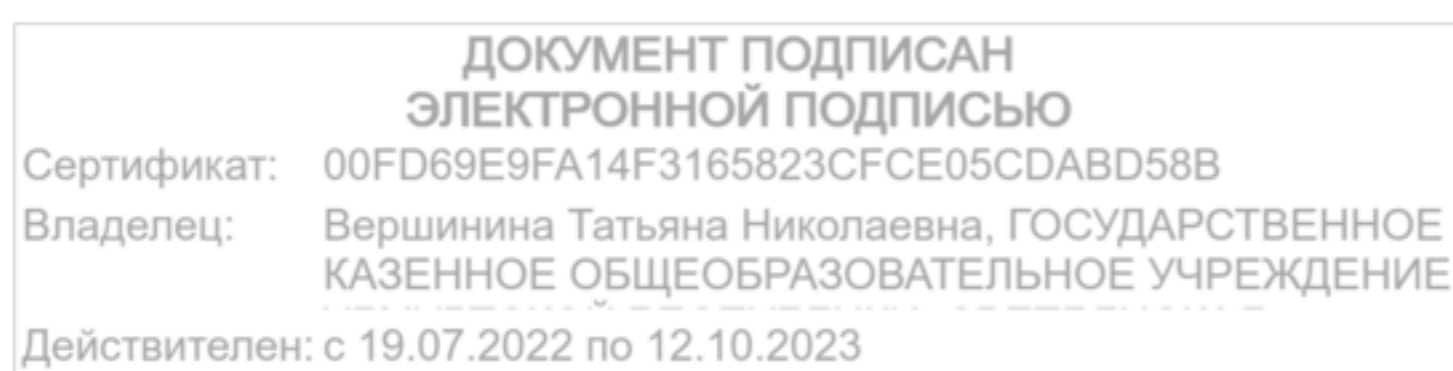 ДОКУМЕНТ ПОДПИСАН
ЭЛЕКТРОННОЙ ПОДПИСЬЮ
Сертификат: 00FD69E9FA14F3165823CFCE05CDABD58B
Владелец: Вершинина Татьяна Николаевна, ГОСУДАРСТВЕННОЕ
КАЗЕННОЕ ОБЩЕОБРАЗОВАТЕЛЬНОЕ УЧРЕЖДЕНИЕ
Действителен: с 19.07.2022 по 12.10.2023